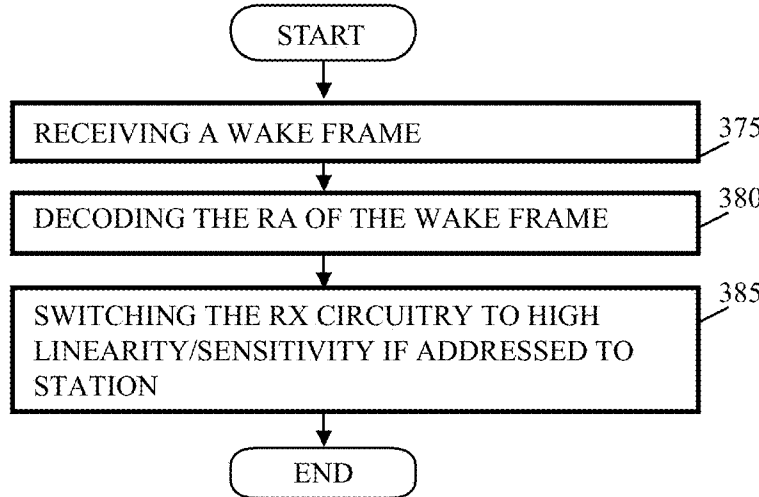 START
RECEIVING A WAKE FRAME
375
DECODING THE RA OF THE WAKE FRAME
380
SWITCHING THE RX CIRCUITRY TO HIGH
LINEARITY/SENSITIVITY IF ADDRESSED TO
STATION
385
END